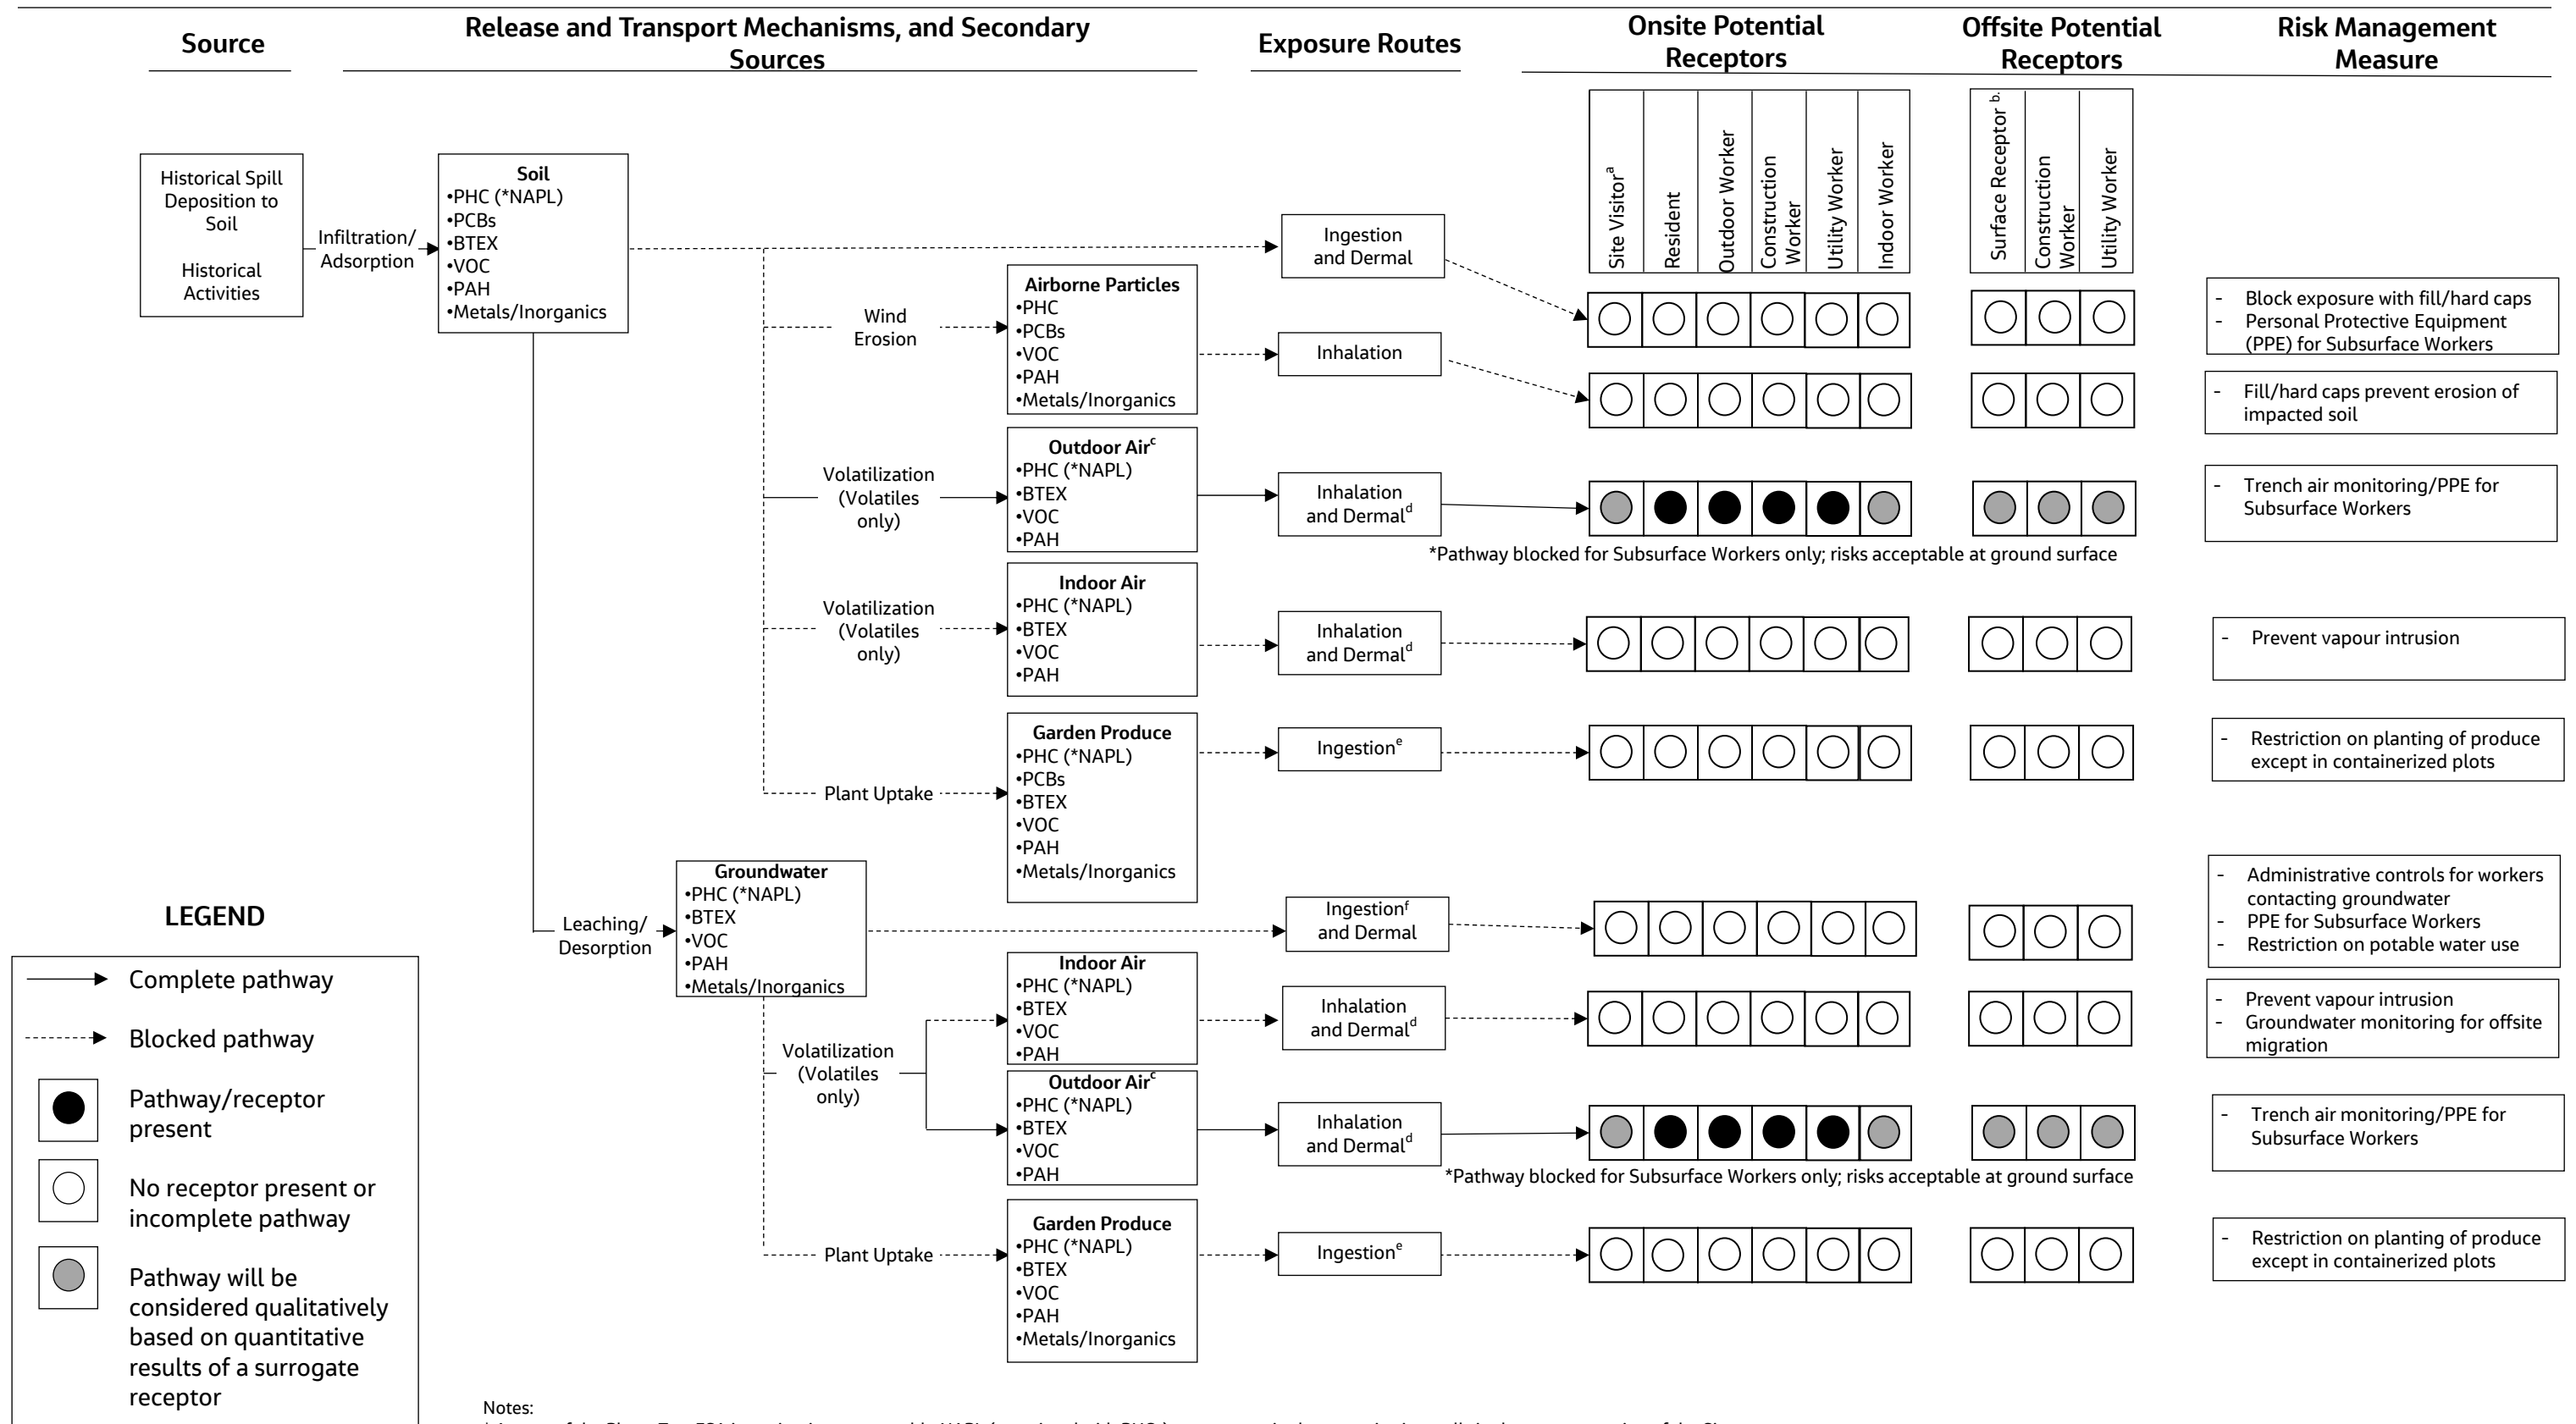 Source
Release and Transport Mechanisms, and Secondary
Sources
Exposure Routes
Onsite Potential
Receptors
Offsite Potential
Receptors
Risk Management
Measure
Site Visitor a
Resident
Outdoor Worker
Construction
Worker
Utility Worker
Indoor Worker
Surface Receptor b.
Construction
Worker
Utility Worker
Historical Spill
Deposition to
Soil
Historical
Activities
Infiltration/
Adsorption
Soil
•PHC (*NAPL)
•PCBs
•BTEX
•VOC
•PAH
•Metals/Inorganics
Ingestion
and Dermal
- Block exposure with fill/hard caps
- Personal Protective Equipment
(PPE) for Subsurface Workers
Wind
Erosion
Airborne Particles
•PHC
•PCBs
•VOC
•PAH
•Metals/Inorganics
Inhalation
- Fill/hard caps prevent erosion of
impacted soil
Volatilization
(Volatiles
only)
Outdoor Air c
•PHC (*NAPL)
•BTEX
•VOC
•PAH
Inhalation
and Dermal d
- Trench air monitoring/PPE for
Subsurface Workers
*Pathway blocked for Subsurface Workers only; risks acceptable at ground surface
Volatilization
(Volatiles
only)
Indoor Air
•PHC (*NAPL)
•BTEX
•VOC
•PAH
Inhalation
and Dermal d
- Prevent vapour intrusion
Plant Uptake
Garden Produce
•PHC (*NAPL)
•PCBs
•BTEX
•VOC
•PAH
•Metals/Inorganics
Ingestion e
- Restriction on planting of produce
except in containerized plots
Leaching/
Desorption
Groundwater
•PHC (*NAPL)
•BTEX
•VOC
•PAH
•Metals/Inorganics
Ingestion f
and Dermal
- Administrative controls for workers
contacting groundwater
- PPE for Subsurface Workers
- Restriction on potable water use
Volatilization
(Volatiles
only)
Indoor Air
•PHC (*NAPL)
•BTEX
•VOC
•PAH
Inhalation
and Dermal d
- Prevent vapour intrusion
- Groundwater monitoring for offsite
migration
Outdoor Air c
•PHC (*NAPL)
•BTEX
•VOC
•PAH
Inhalation
and Dermal d
- Trench air monitoring/PPE for
Subsurface Workers
*Pathway blocked for Subsurface Workers only; risks acceptable at ground surface
Plant Uptake
Garden Produce
•PHC (*NAPL)
•BTEX
•VOC
•PAH
•Metals/Inorganics
Ingestion e
- Restriction on planting of produce
except in containerized plots
LEGEND
Complete pathway
Blocked pathway
Pathway/receptor
present
No receptor present or
incomplete pathway
Pathway will be
considered qualitatively
based on quantitative
results of a surrogate
receptor
Notes: